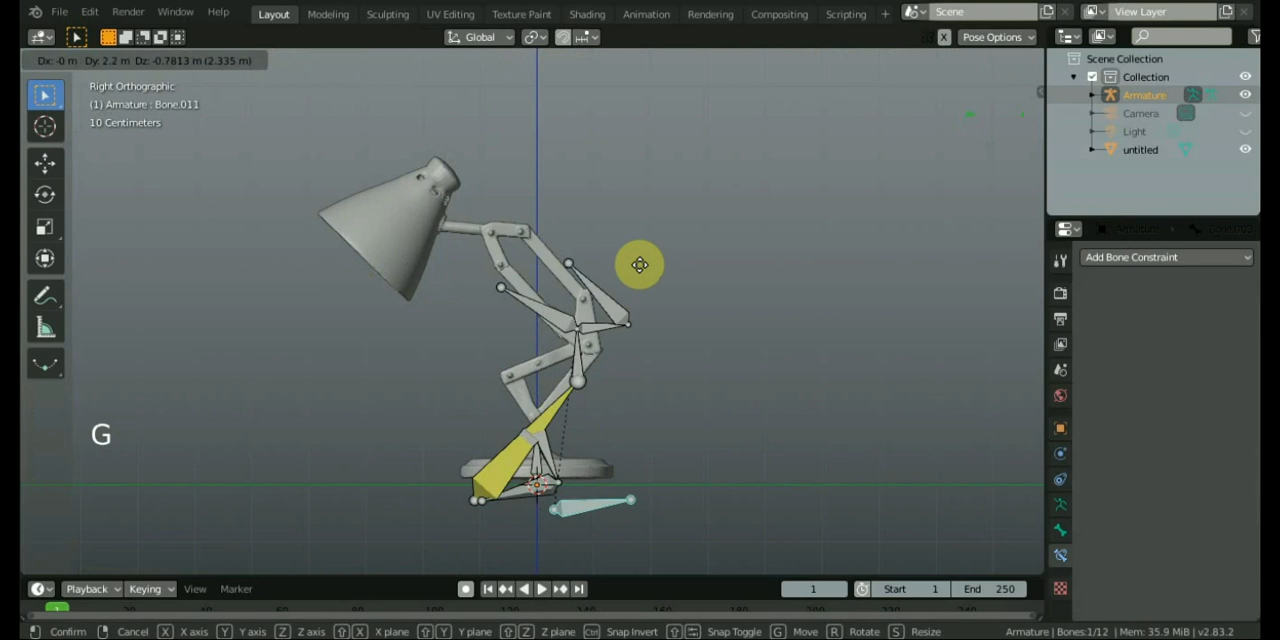 File Edit Render Window Help Layout Modeling Sculpting UV Editing Texture Paint Shading Animation Rendering Compositing Scripting + Scene View Layer
Global X Pose Options
Dx: -0 m Dy: 2.2 m Dz: -0.7813 m (2.335 m)
Right Orthographic
(1) Armature : Bone.011
10 Centimeters
Scene Collection
Collection
Armature
Camera
Light
untitled
Add Bone Constraint
G
Playback Keying View Marker 1 Start 1 End 250
1
Confirm Cancel X X axis Y Y axis Z Z axis X X plane Y Y plane Z Z plane Ctrl Snap Invert Snap Toggle G Move R Rotate S Resize Armature | Bones:1/12 | Mem: 35.9 MiB | v2.83.2